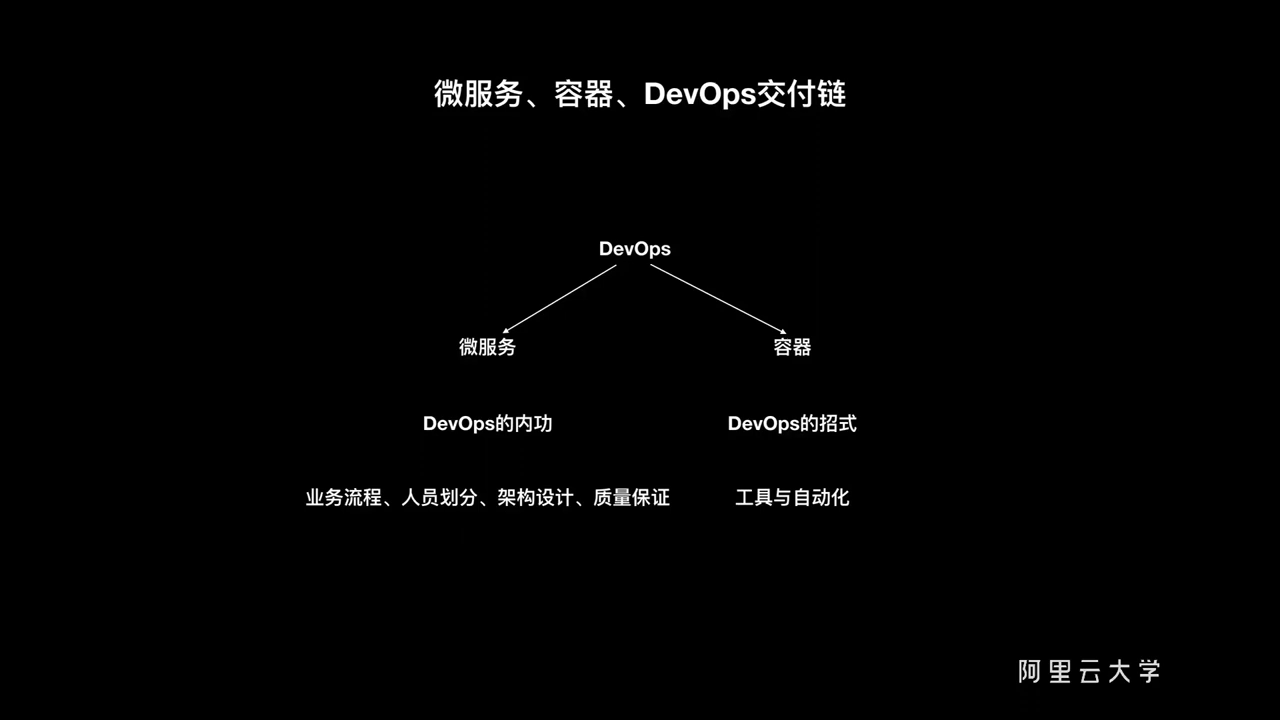 微服务、容器、DevOps交付链
DevOps
微服务
容器
DevOps的内功
DevOps的招式
业务流程、人员划分、架构设计、质量保证
工具与自动化
阿里云大学